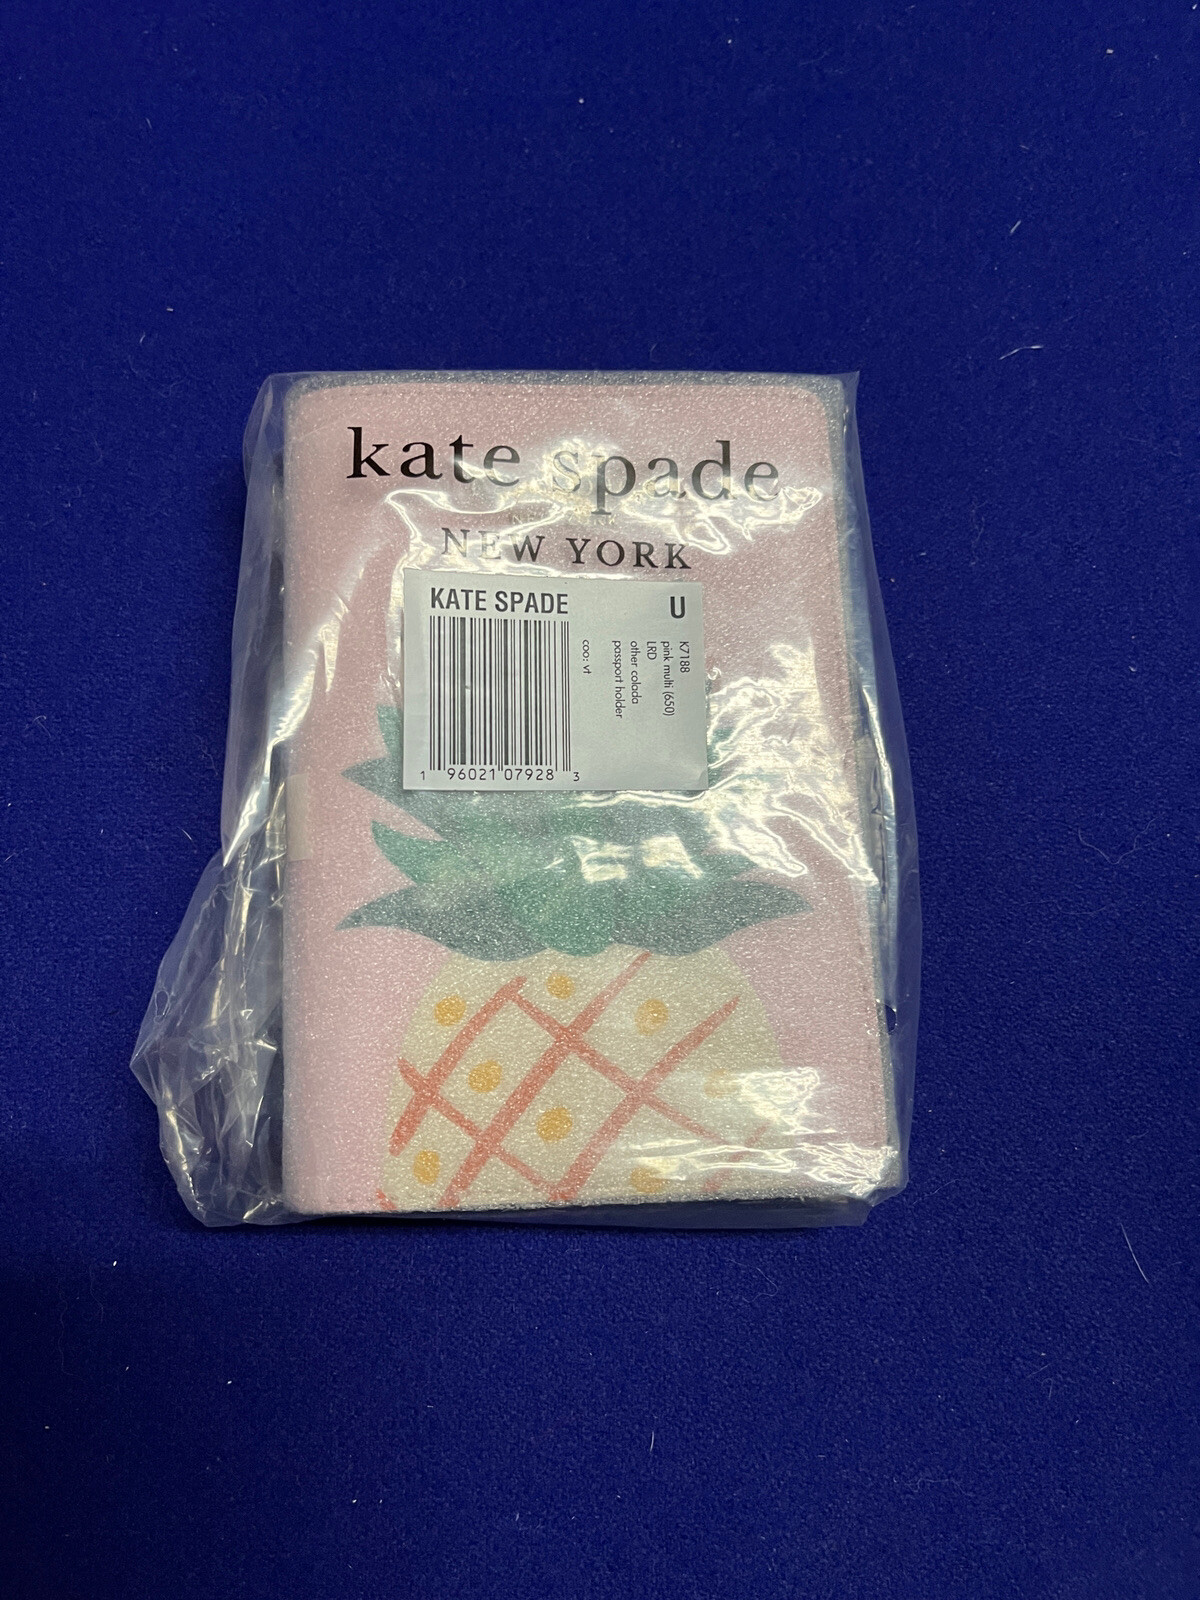 kate spade
NEW YORK
KATE SPADE
U
K7188
pink multi (650)
LRD
other colada
passport holder
coo: vt
1 96021 07928 3